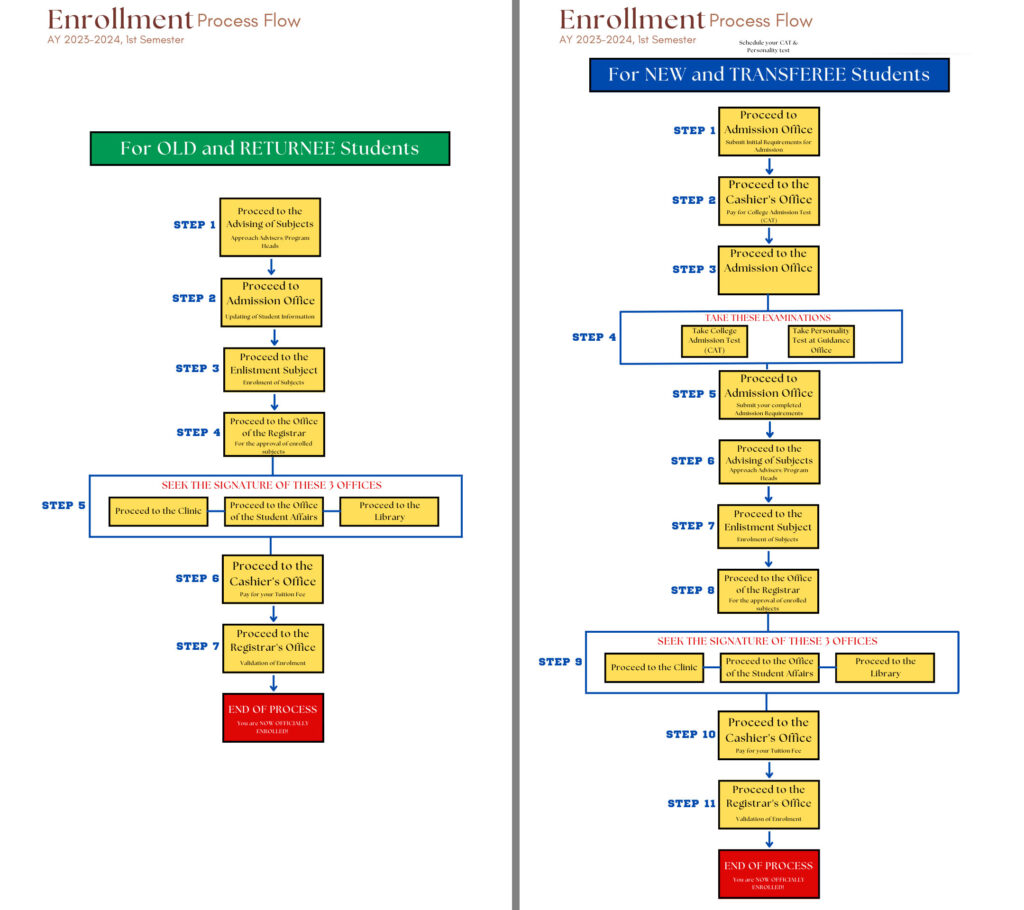 Enrollment Process Flow
AY 2023-2024, 1st Semester
For OLD and RETURNEE Students
STEP 1
Proceed to the
Advising of Subjects
Approach Advisers/Program
Heads
STEP 2
Proceed to
Admission Office
Updating of Student Information
STEP 3
Proceed to the
Enlistment Subject
Enrolment of Subjects
STEP 4
Proceed to the Office
of the Registrar
For the approval of enrolled
subjects
SEEK THE SIGNATURE OF THESE 3 OFFICES
STEP 5
Proceed to the Clinic
Proceed to the Office
of the Student Affairs
Proceed to the
Library
STEP 6
Proceed to the
Cashier's Office
Pay for your Tuition Fee
STEP 7
Proceed to the
Registrar's Office
Validation of Enrolment
END OF PROCESS
You are NOW OFFICIALLY
ENROLLED!
Enrollment Process Flow
AY 2023-2024, 1st Semester
Schedule your CAT &
Personality test
For NEW and TRANSFEREE Students
STEP 1
Proceed to
Admission Office
Submit Initial Requirements for
Admission
STEP 2
Proceed to the
Cashier's Office
Pay for College Admission Test
(CAT)
STEP 3
Proceed to the
Admission Office
TAKE THESE EXAMINATIONS
STEP 4
Take College
Admission Test
(CAT)
Take Personality
Test at Guidance
Office
STEP 5
Proceed to
Admission Office
Submit your completed
Admission Requirements
STEP 6
Proceed to the
Advising of Subjects
Approach Advisers/Program
Heads
STEP 7
Proceed to the
Enlistment Subject
Enrolment of Subjects
STEP 8
Proceed to the Office
of the Registrar
For the approval of enrolled
subjects
SEEK THE SIGNATURE OF THESE 3 OFFICES
STEP 9
Proceed to the Clinic
Proceed to the Office
of the Student Affairs
Proceed to the
Library
STEP 10
Proceed to the
Cashier's Office
Pay for your Tuition Fee
STEP 11
Proceed to the
Registrar's Office
Validation of Enrolment
END OF PROCESS
You are NOW OFFICIALLY
ENROLLED!